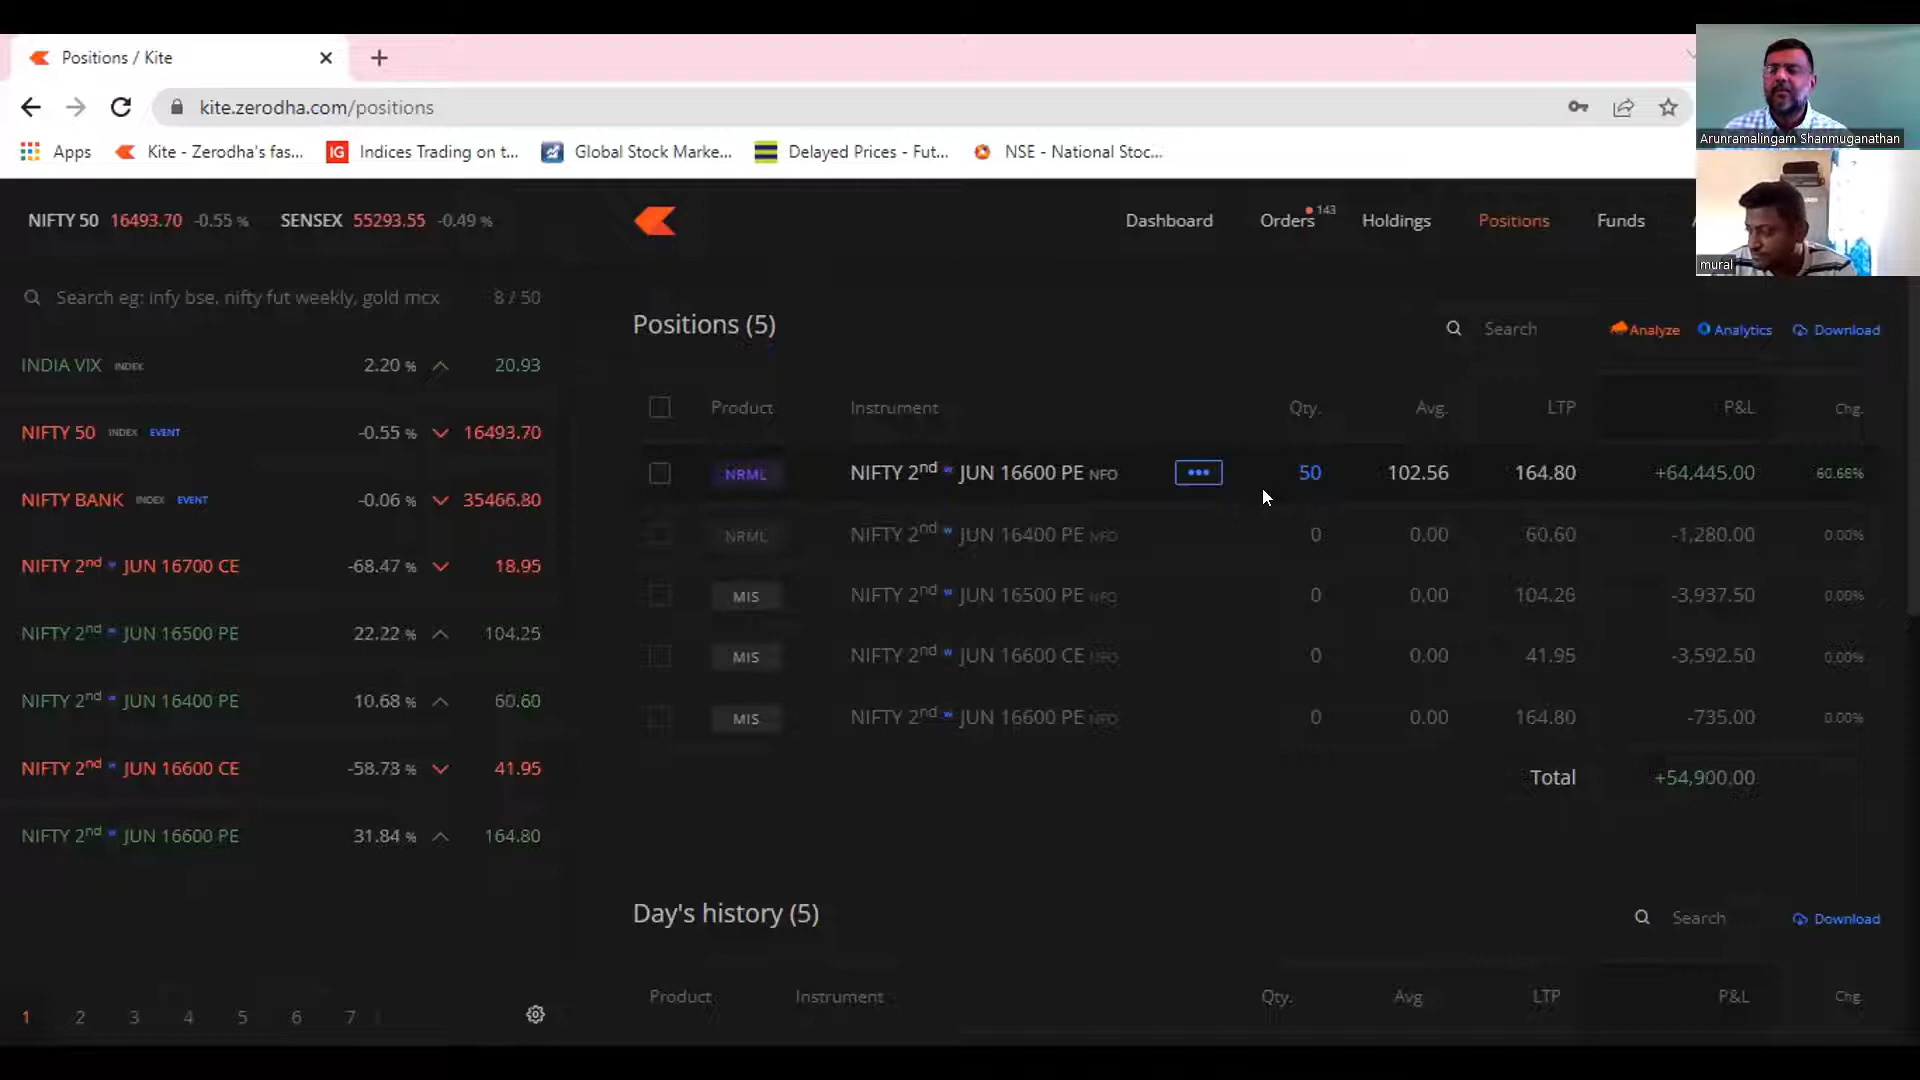 Positions / Kite
kite.zerodha.com/positions
Apps
Kite - Zerodha's fas...
IG
Indices Trading on t...
Global Stock Marke...
Delayed Prices - Fut...
NSE - National Stoc...
Arunramalingam Shanmuganathan
mural
NIFTY 50 16493.70 -0.55 %
SENSEX 55293.55 -0.49 %
Dashboard
Orders 143
Holdings
Positions
Funds
Search eg: infy bse, nifty fut weekly, gold mcx 8 / 50
INDIA VIX INDEX 2.20 % 20.93
NIFTY 50 INDEX EVENT -0.55 % 16493.70
NIFTY BANK INDEX EVENT -0.06 % 35466.80
NIFTY 2nd w JUN 16700 CE -68.47 % 18.95
NIFTY 2nd w JUN 16500 PE 22.22 % 104.25
NIFTY 2nd w JUN 16400 PE 10.68 % 60.60
NIFTY 2nd w JUN 16600 CE -58.73 % 41.95
NIFTY 2nd w JUN 16600 PE 31.84 % 164.80
1 2 3 4 5 6 7
Positions (5)
Search
Analyze
Analytics
Download
Product Instrument Qty. Avg. LTP P&L Chg.
NRML NIFTY 2nd w JUN 16600 PE NFO ••• 50 102.56 164.80 +64,445.00 60.68%
NRML NIFTY 2nd w JUN 16400 PE NFO 0 0.00 60.60 -1,280.00 0.00%
MIS NIFTY 2nd w JUN 16500 PE NFO 0 0.00 104.26 -3,937.50 0.00%
MIS NIFTY 2nd w JUN 16600 CE NFO 0 0.00 41.95 -3,592.50 0.00%
MIS NIFTY 2nd w JUN 16600 PE NFO 0 0.00 164.80 -735.00 0.00%
Total +54,900.00
Day's history (5)
Search
Download
Product Instrument Qty. Avg LTP P&L Chg